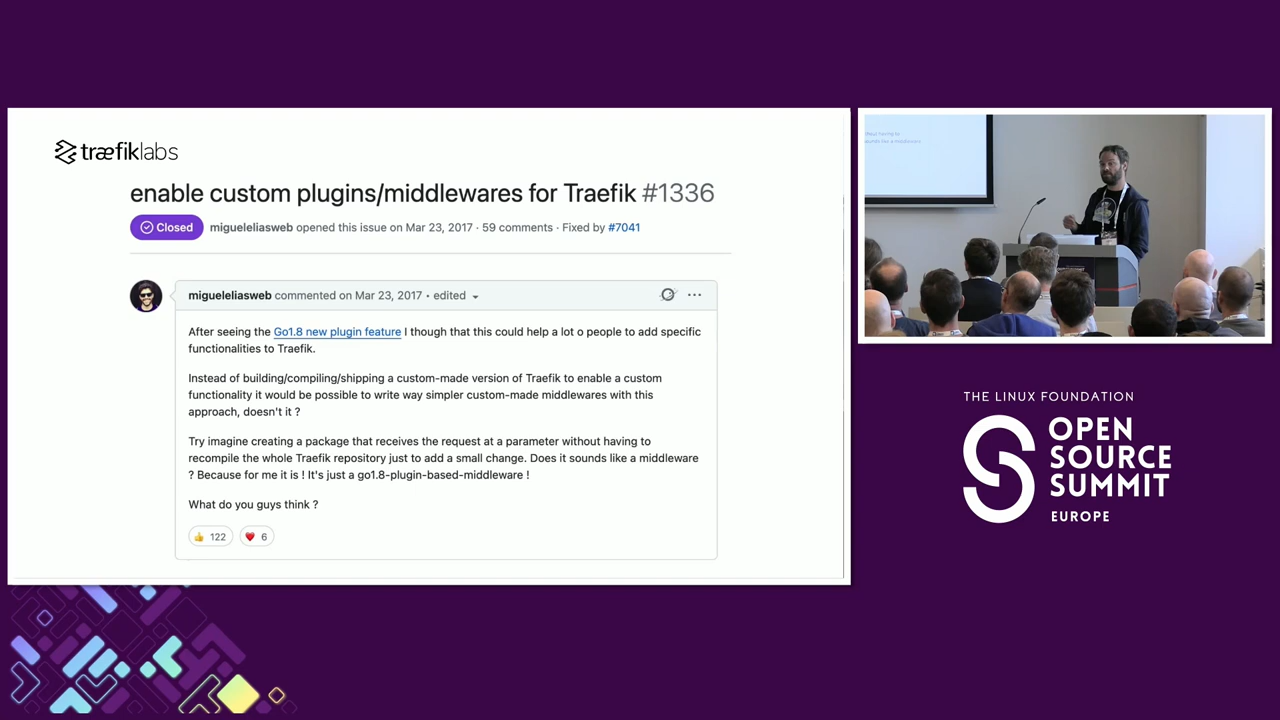 træfiklabs
enable custom plugins/middlewares for Traefik #1336
Closed migueleliasweb opened this issue on Mar 23, 2017 · 59 comments · Fixed by #7041
migueleliasweb commented on Mar 23, 2017 • edited
After seeing the Go1.8 new plugin feature I though that this could help a lot o people to add specific
functionalities to Traefik.
Instead of building/compiling/shipping a custom-made version of Traefik to enable a custom
functionality it would be possible to write way simpler custom-made middlewares with this
approach, doesn't it ?
Try imagine creating a package that receives the request at a parameter without having to
recompile the whole Traefik repository just to add a small change. Does it sounds like a middleware
? Because for me it is ! It's just a go1.8-plugin-based-middleware !
What do you guys think ?
👍 122 ❤️ 6
thout having to
sounds like a middleware
THE LINUX FOUNDATION
OPEN
SOURCE
SUMMIT
EUROPE